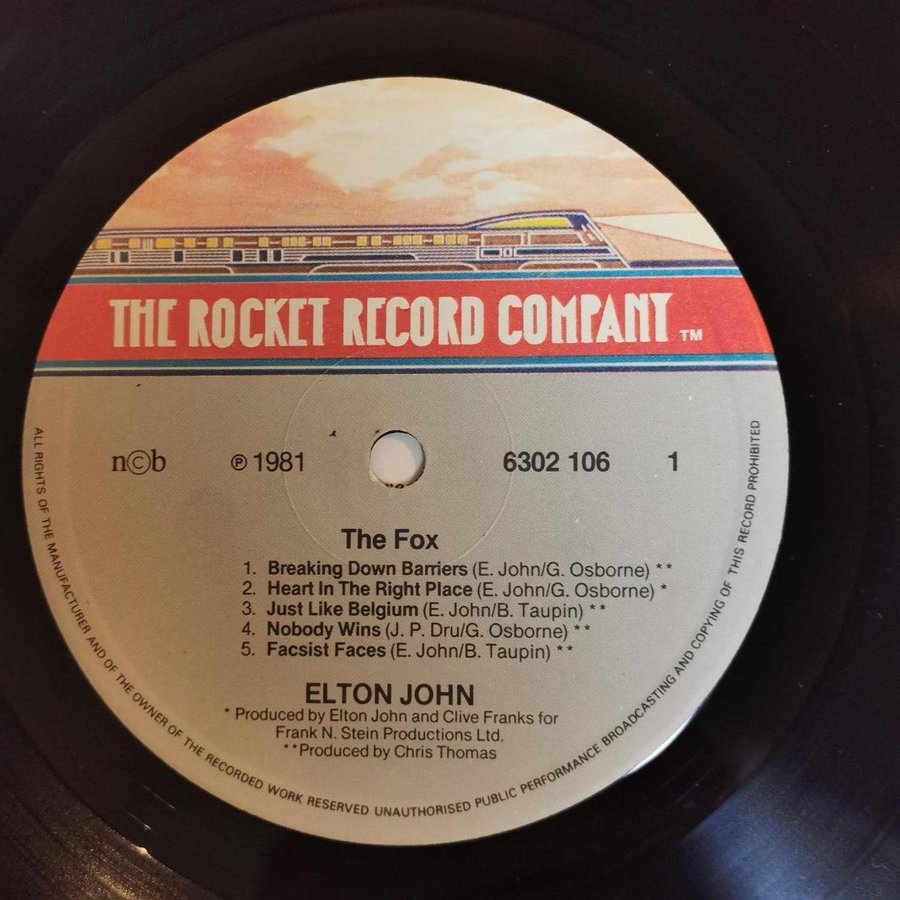 THE ROCKET RECORD COMPANY TM
n©b ℗ 1981 6302 106 1
The Fox
1. Breaking Down Barriers (E. John/G. Osborne) **
2. Heart In The Right Place (E. John/G. Osborne) *
3. Just Like Belgium (E. John/B. Taupin) **
4. Nobody Wins (J. P. Dru/G. Osborne) **
5. Facsist Faces (E. John/B. Taupin) **
ELTON JOHN
* Produced by Elton John and Clive Franks for
Frank N. Stein Productions Ltd.
**Produced by Chris Thomas
ALL RIGHTS OF THE MANUFACTURER AND OF THE OWNER OF THE RECORDED WORK RESERVED UNAUTHORISED PUBLIC PERFORMANCE BROADCASTING AND COPYING OF THIS RECORD PROHIBITED